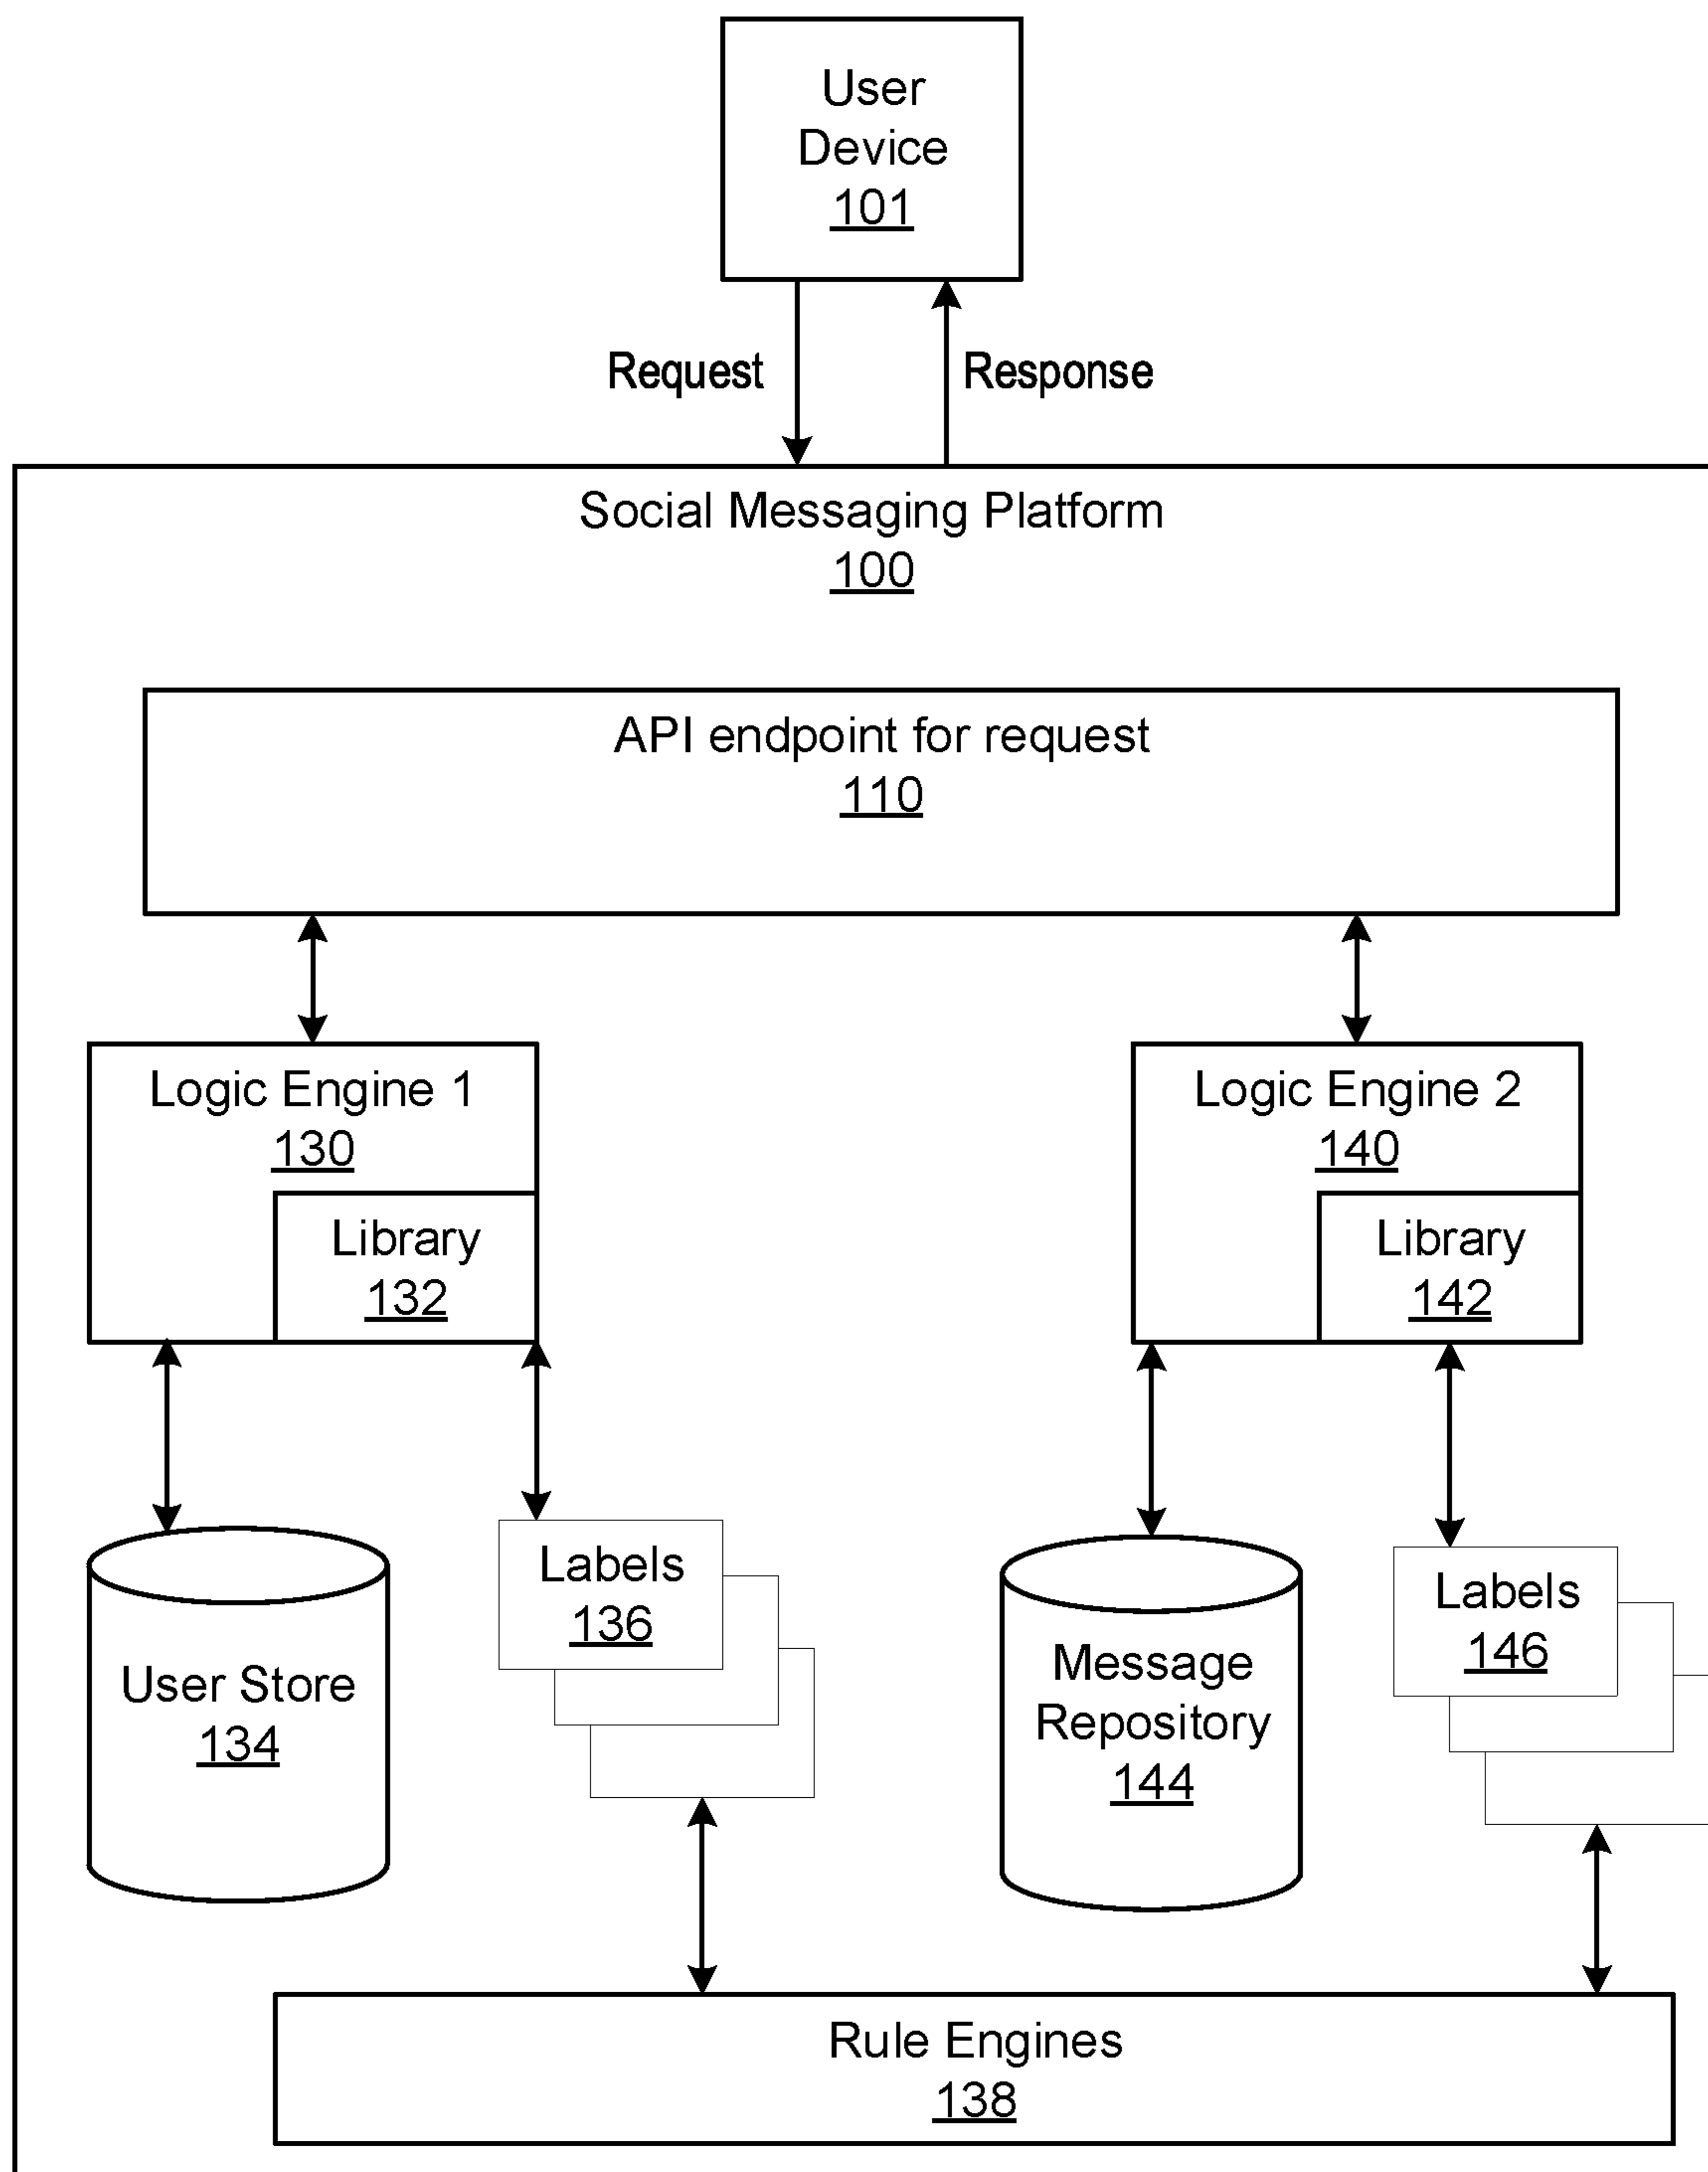 User
Device
101
Request
Response
Social Messaging Platform
100
API endpoint for request
110
Logic Engine 1
130
Library
132
Logic Engine 2
140
Library
142
User Store
134
Labels
136
Message
Repository
144
Labels
146
Rule Engines
138